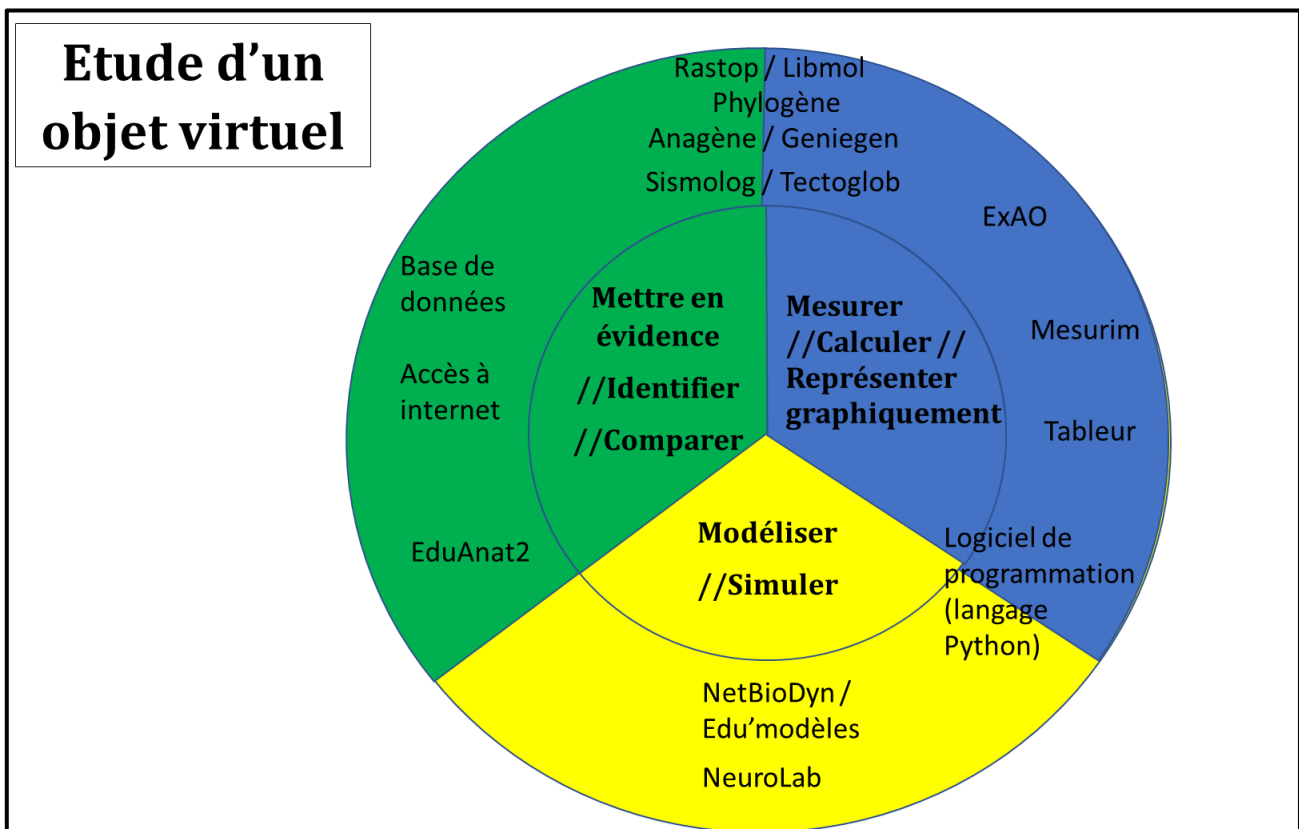 Etude d’un
objet virtuel
Rastop / Libmol
Phylogène
Anagène / Geniegen
Sismolog / Tectoglob
ExAO
Mesurim
Tableur
Logiciel de
programmation
(langage
Python)
Base de
données
Accès à
internet
EduAnat2
Mettre en
évidence
//Identifier
//Comparer
Mesurer
//Calculer //
Représenter
graphiquement
Modéliser
//Simuler
NetBioDyn /
Edu’modèles
NeuroLab